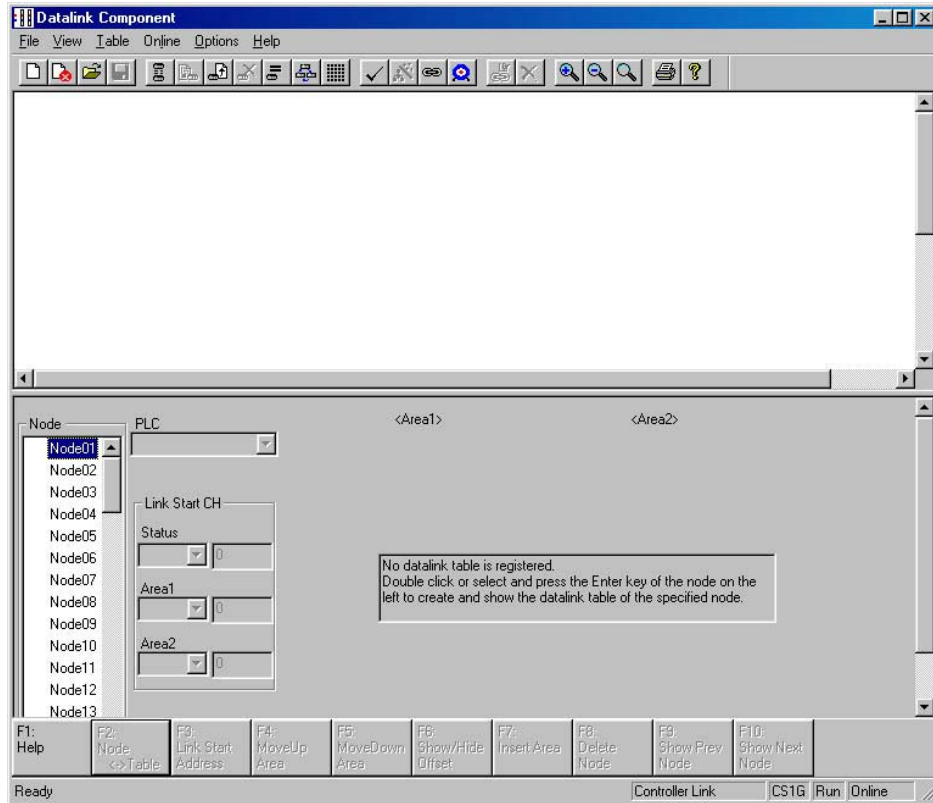 Datalink Component
File View Table Online Options Help
<Area1> <Area2>
Node
Node01
Node02
Node03
Node04
Node05
Node06
Node07
Node08
Node09
Node10
Node11
Node12
Node13
PLC
Link Start CH
Status
0
Area1
0
Area2
0
No datalink table is registered.
Double click or select and press the Enter key of the node on the
left to create and show the datalink table of the specified node.
F1:
Help
F2:
Node
<->Table
F3:
Link Start
Address
F4:
MoveUp
Area
F5:
MoveDown
Area
F6:
Show/Hide
Offset
F7:
Insert Area
F8:
Delete
Node
F9:
Show Prev
Node
F10:
Show Next
Node
Ready Controller Link CS1G Run Online